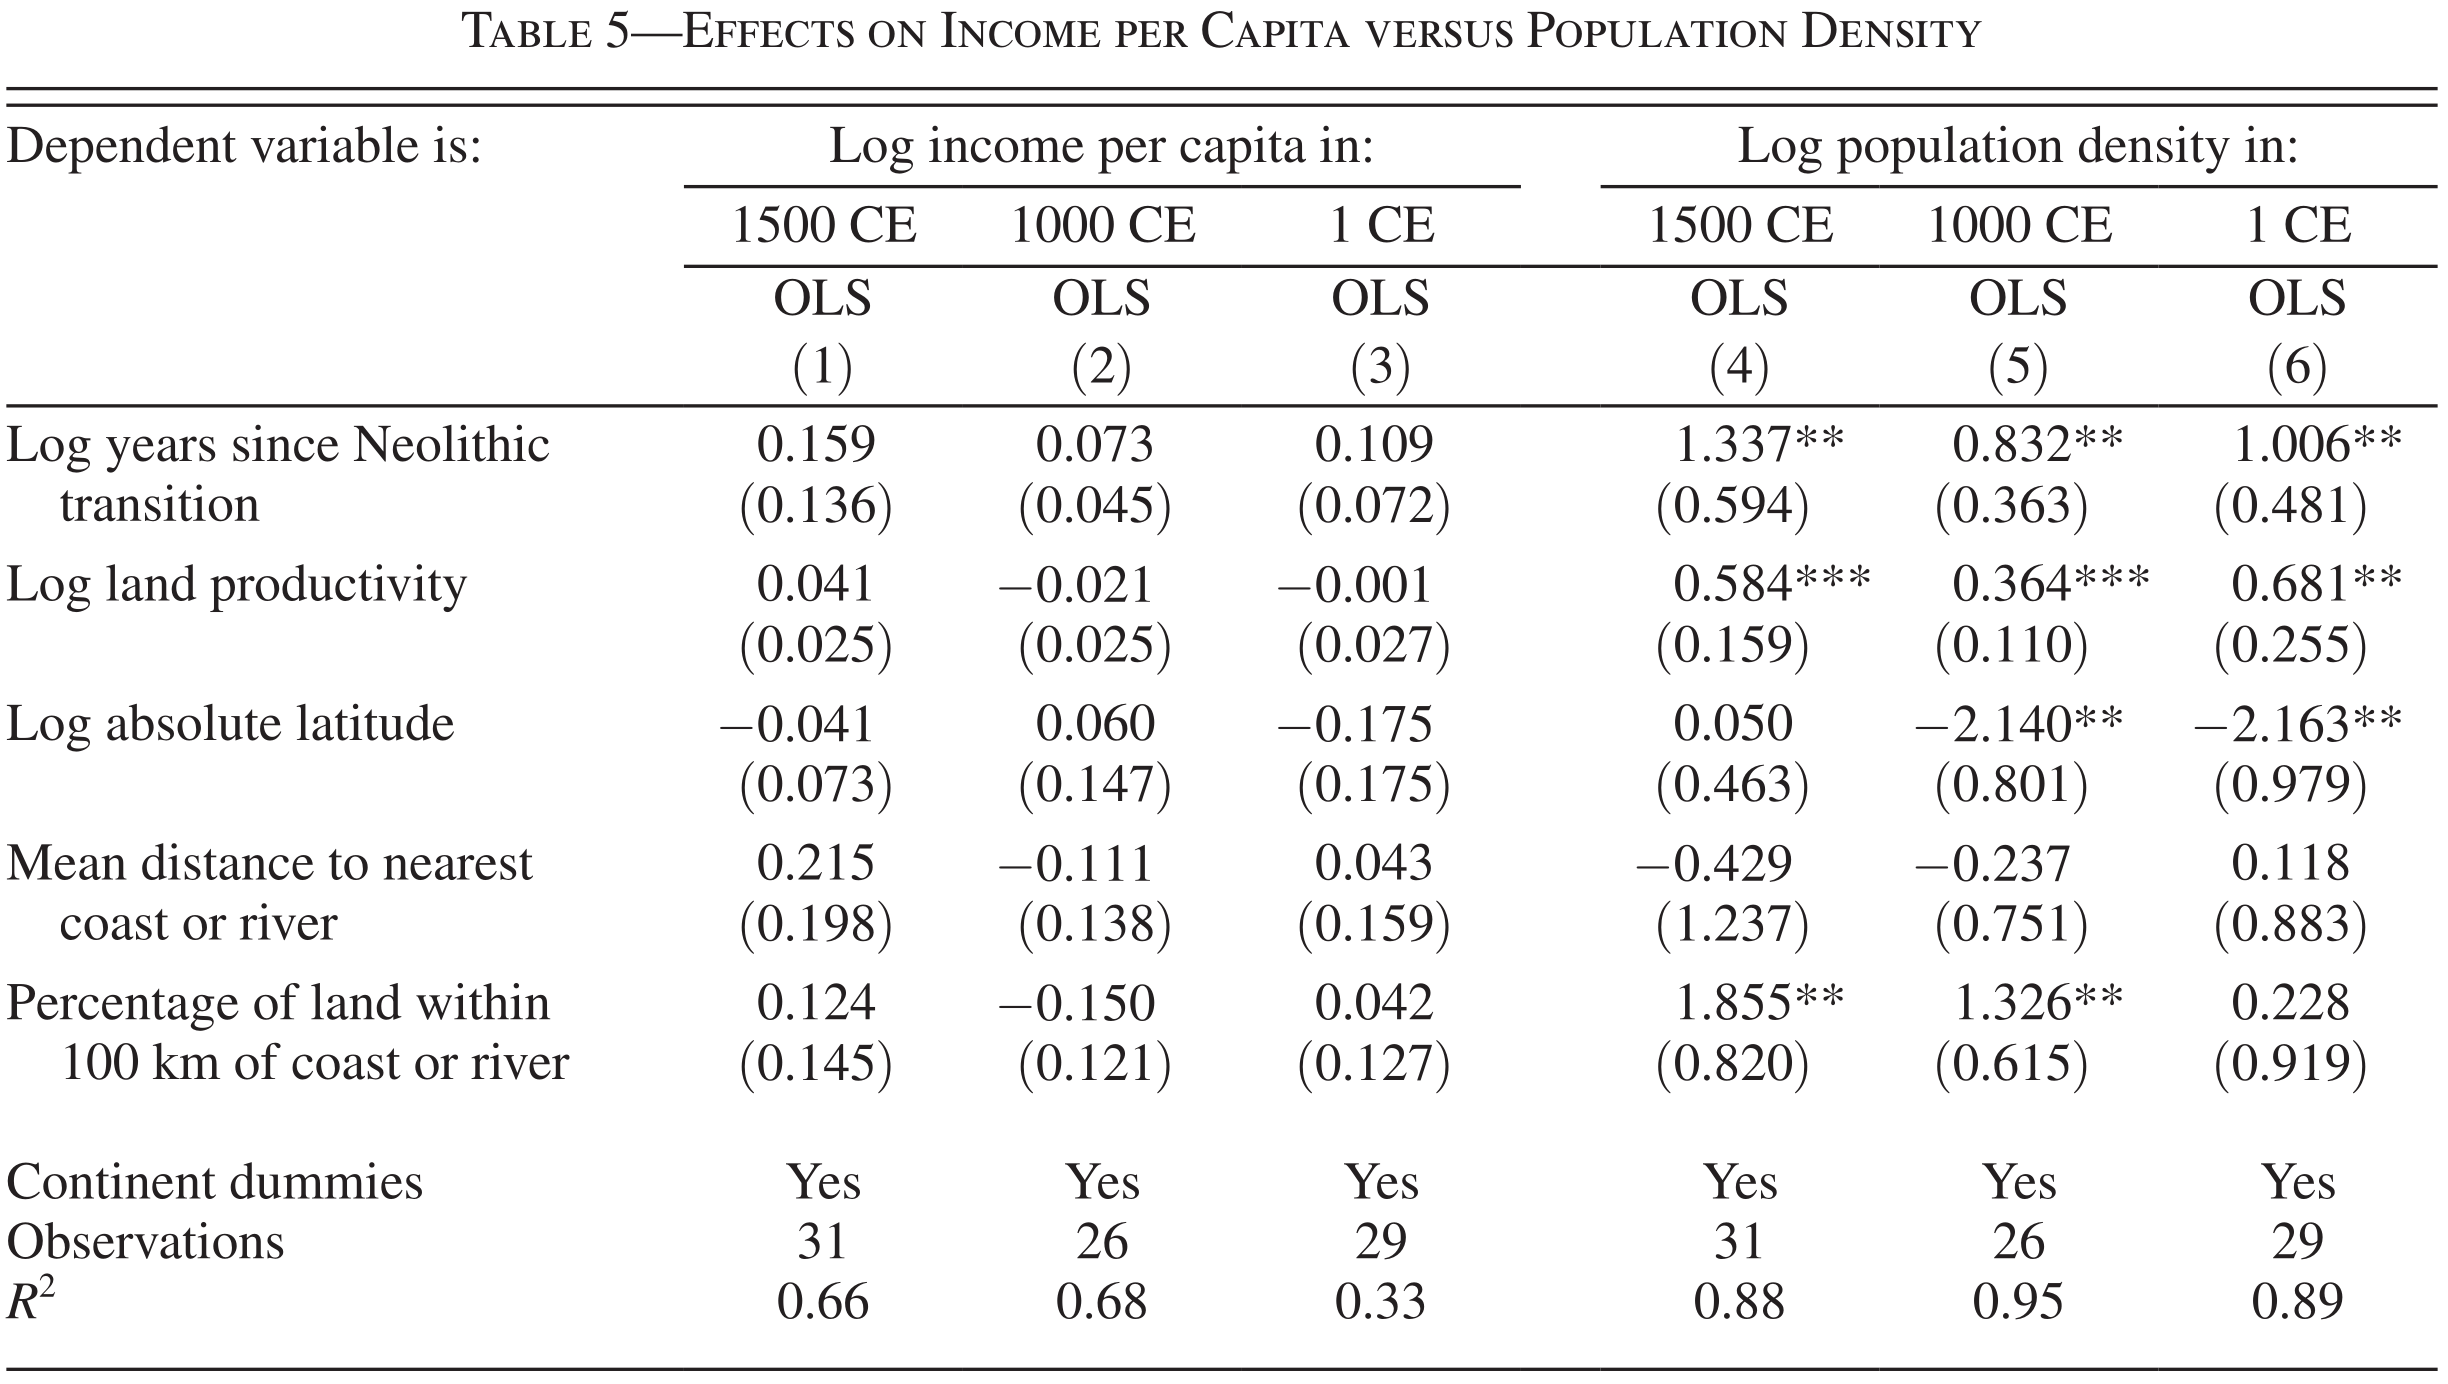 TABLE 5—EFFECTS ON INCOME PER CAPITA VERSUS POPULATION DENSITY
Dependent variable is: Log income per capita in: Log population density in:
1500 CE 1000 CE 1 CE 1500 CE 1000 CE 1 CE
OLS OLS OLS OLS OLS OLS
(1) (2) (3) (4) (5) (6)
Log years since Neolithic 0.159 0.073 0.109 1.337** 0.832** 1.006**
transition (0.136) (0.045) (0.072) (0.594) (0.363) (0.481)
Log land productivity 0.041 −0.021 −0.001 0.584*** 0.364*** 0.681**
(0.025) (0.025) (0.027) (0.159) (0.110) (0.255)
Log absolute latitude −0.041 0.060 −0.175 0.050 −2.140** −2.163**
(0.073) (0.147) (0.175) (0.463) (0.801) (0.979)
Mean distance to nearest 0.215 −0.111 0.043 −0.429 −0.237 0.118
coast or river (0.198) (0.138) (0.159) (1.237) (0.751) (0.883)
Percentage of land within 0.124 −0.150 0.042 1.855** 1.326** 0.228
100 km of coast or river (0.145) (0.121) (0.127) (0.820) (0.615) (0.919)
Continent dummies Yes Yes Yes Yes Yes Yes
Observations 31 26 29 31 26 29
R² 0.66 0.68 0.33 0.88 0.95 0.89